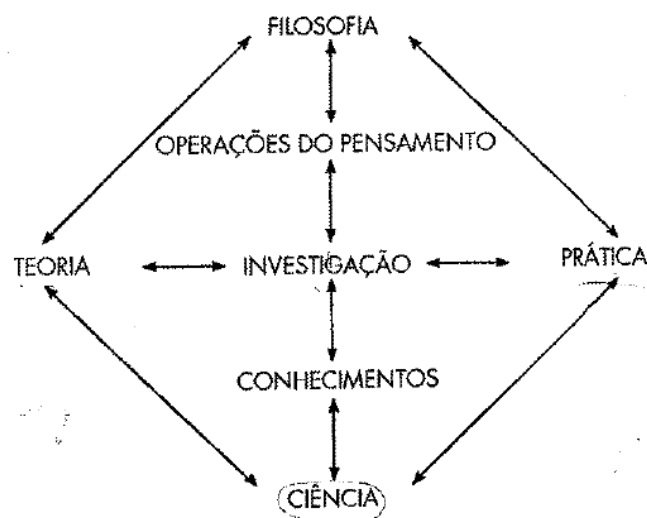 FILOSOFIA
OPERAÇÕES DO PENSAMENTO
TEORIA INVESTIGAÇÃO PRÁTICA
CONHECIMENTOS
CIÊNCIA